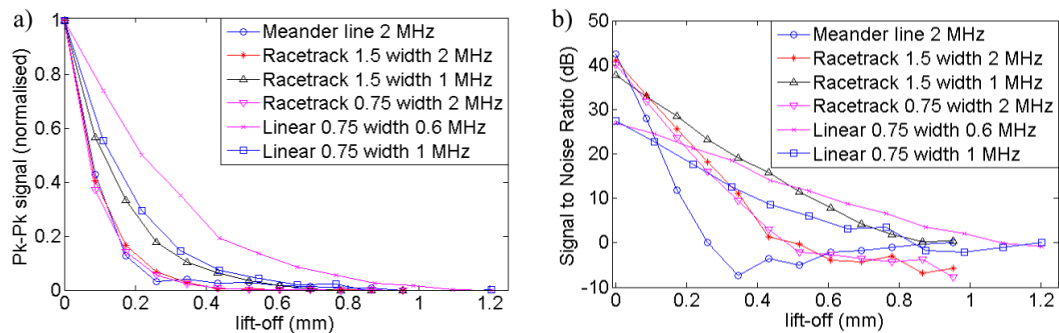 a)
Pk-Pk signal (normalised)
1
0.8
0.6
0.4
0.2
0
0
0.2
0.4
0.6
0.8
1.0
1.2
lift-off (mm)
Meander line 2 MHz
Racetrack 1.5 width 2 MHz
Racetrack 1.5 width 1 MHz
Racetrack 0.75 width 2 MHz
Linear 0.75 width 0.6 MHz
Linear 0.75 width 1 MHz
b)
Signal to Noise Ratio (dB)
50
40
30
20
10
0
-10
0
0.2
0.4
0.6
0.8
1.0
1.2
lift-off (mm)
Meander line 2 MHz
Racetrack 1.5 width 2 MHz
Racetrack 1.5 width 1 MHz
Racetrack 0.75 width 2 MHz
Linear 0.75 width 0.6 MHz
Linear 0.75 width 1 MHz